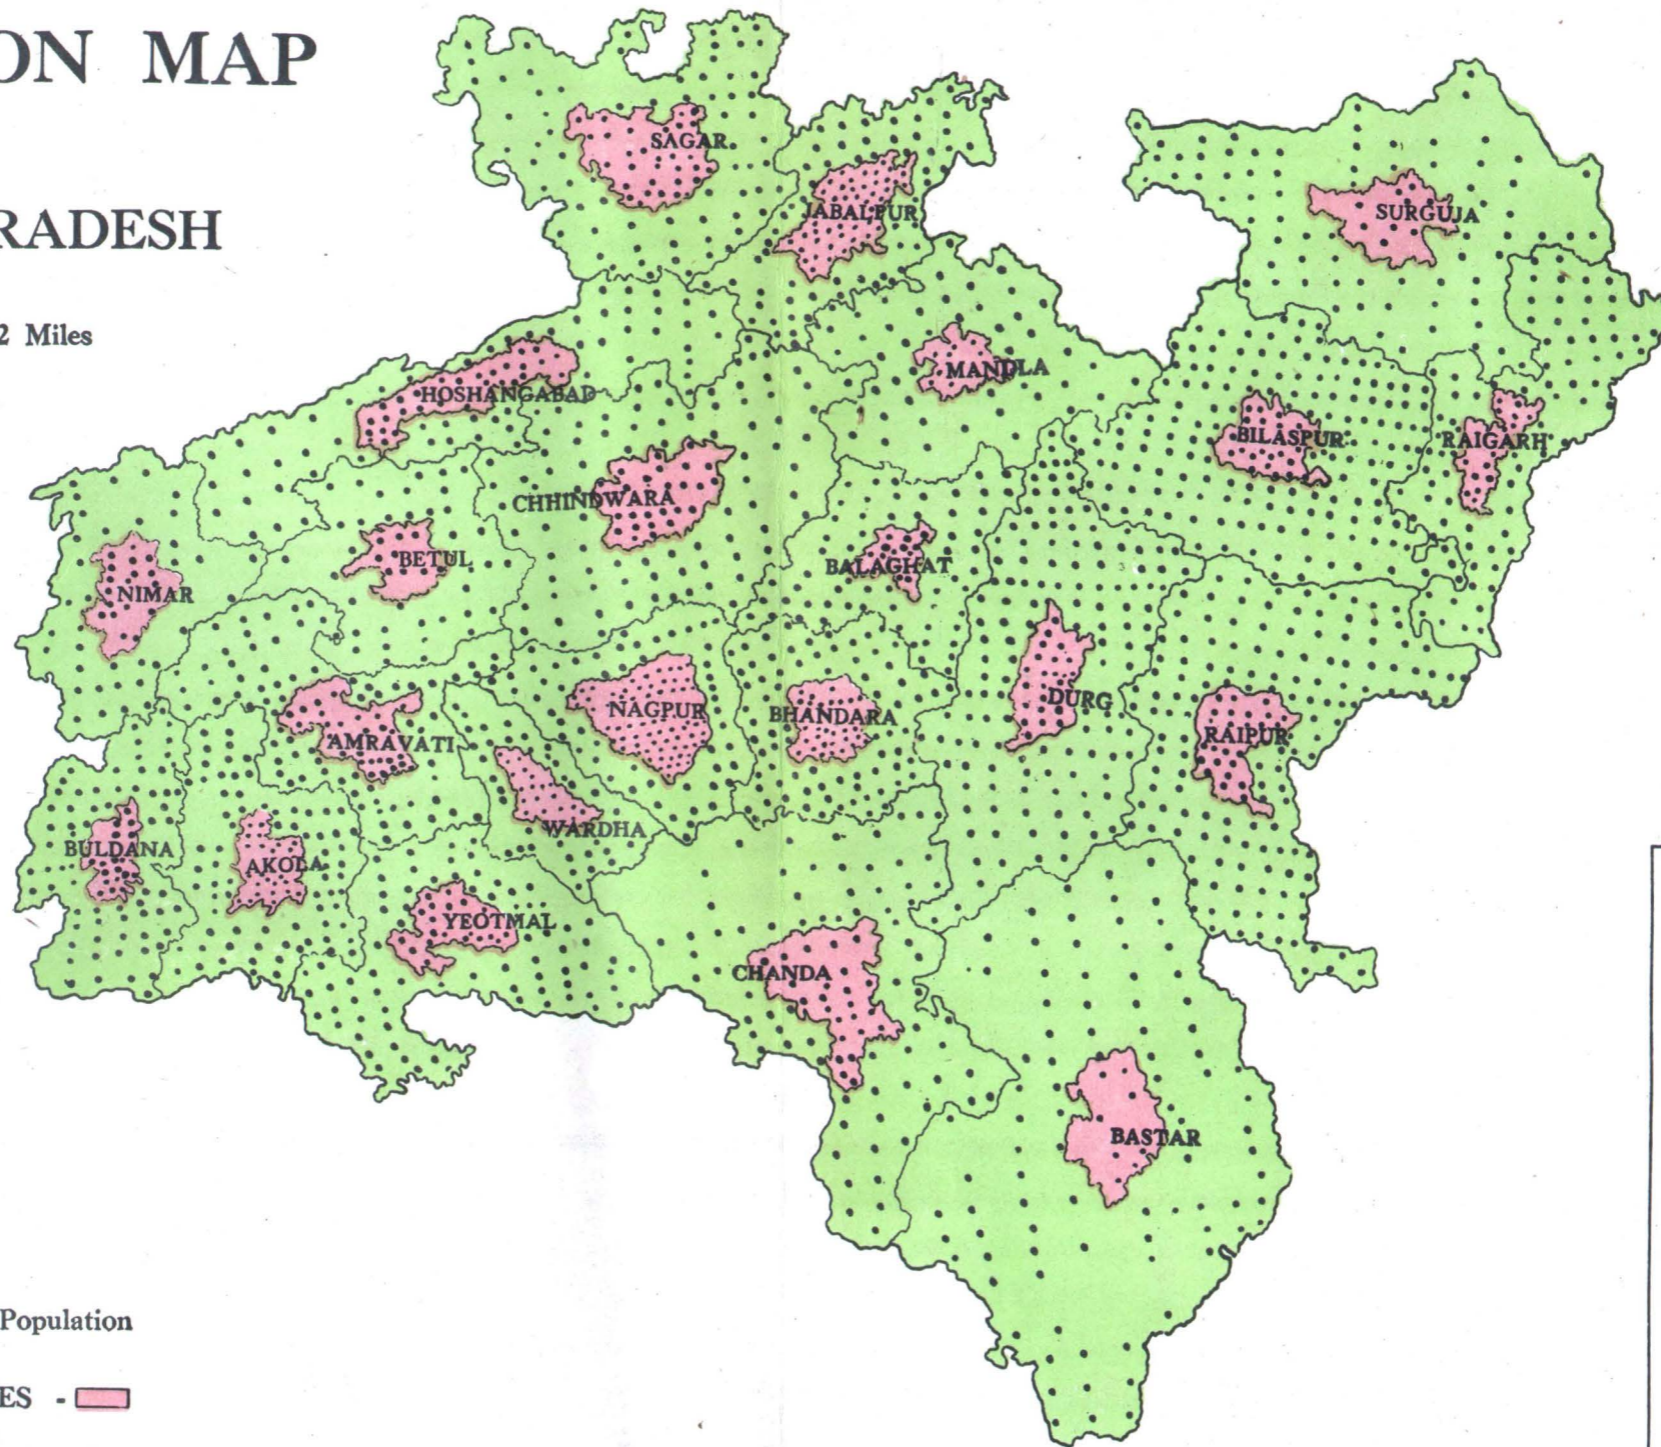 ON MAP
RADESH
2 Miles
SAGAR
JABALPUR
SURGUJA
HOSHANGABAD
MANDLA
BILASPUR
RAIGARH
CHHINDWARA
BETUL
BALAGHAT
NIMAR
DURG
NAGPUR
BHANDARA
RAIPUR
AMRAVATI
WARDHA
BULDANA
AKOLA
YEOTMAL
CHANDA
BASTAR
Population
ES -